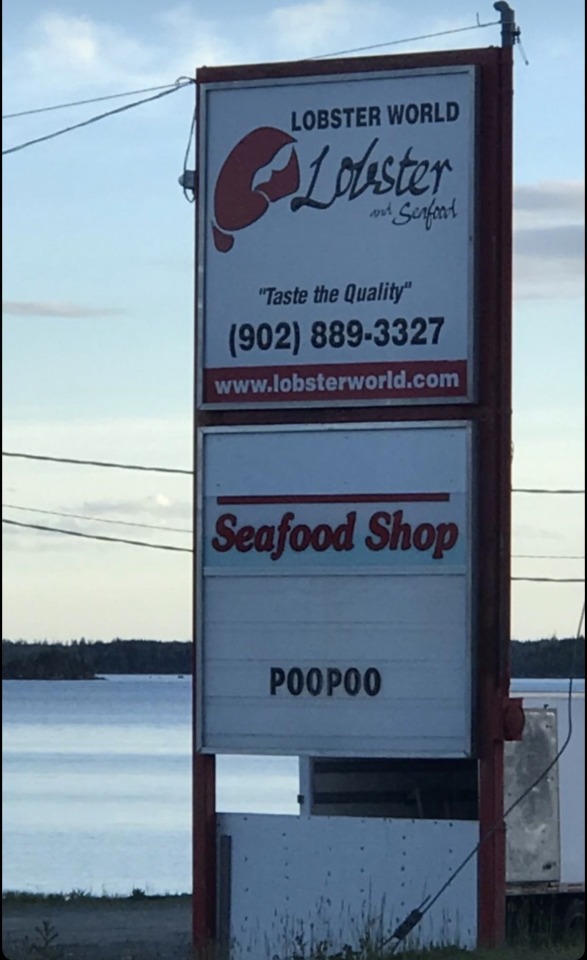 LOBSTER WORLD
Lobster
and Seafood
"Taste the Quality"
(902) 889-3327
www.lobsterworld.com
Seafood Shop
POOPOO